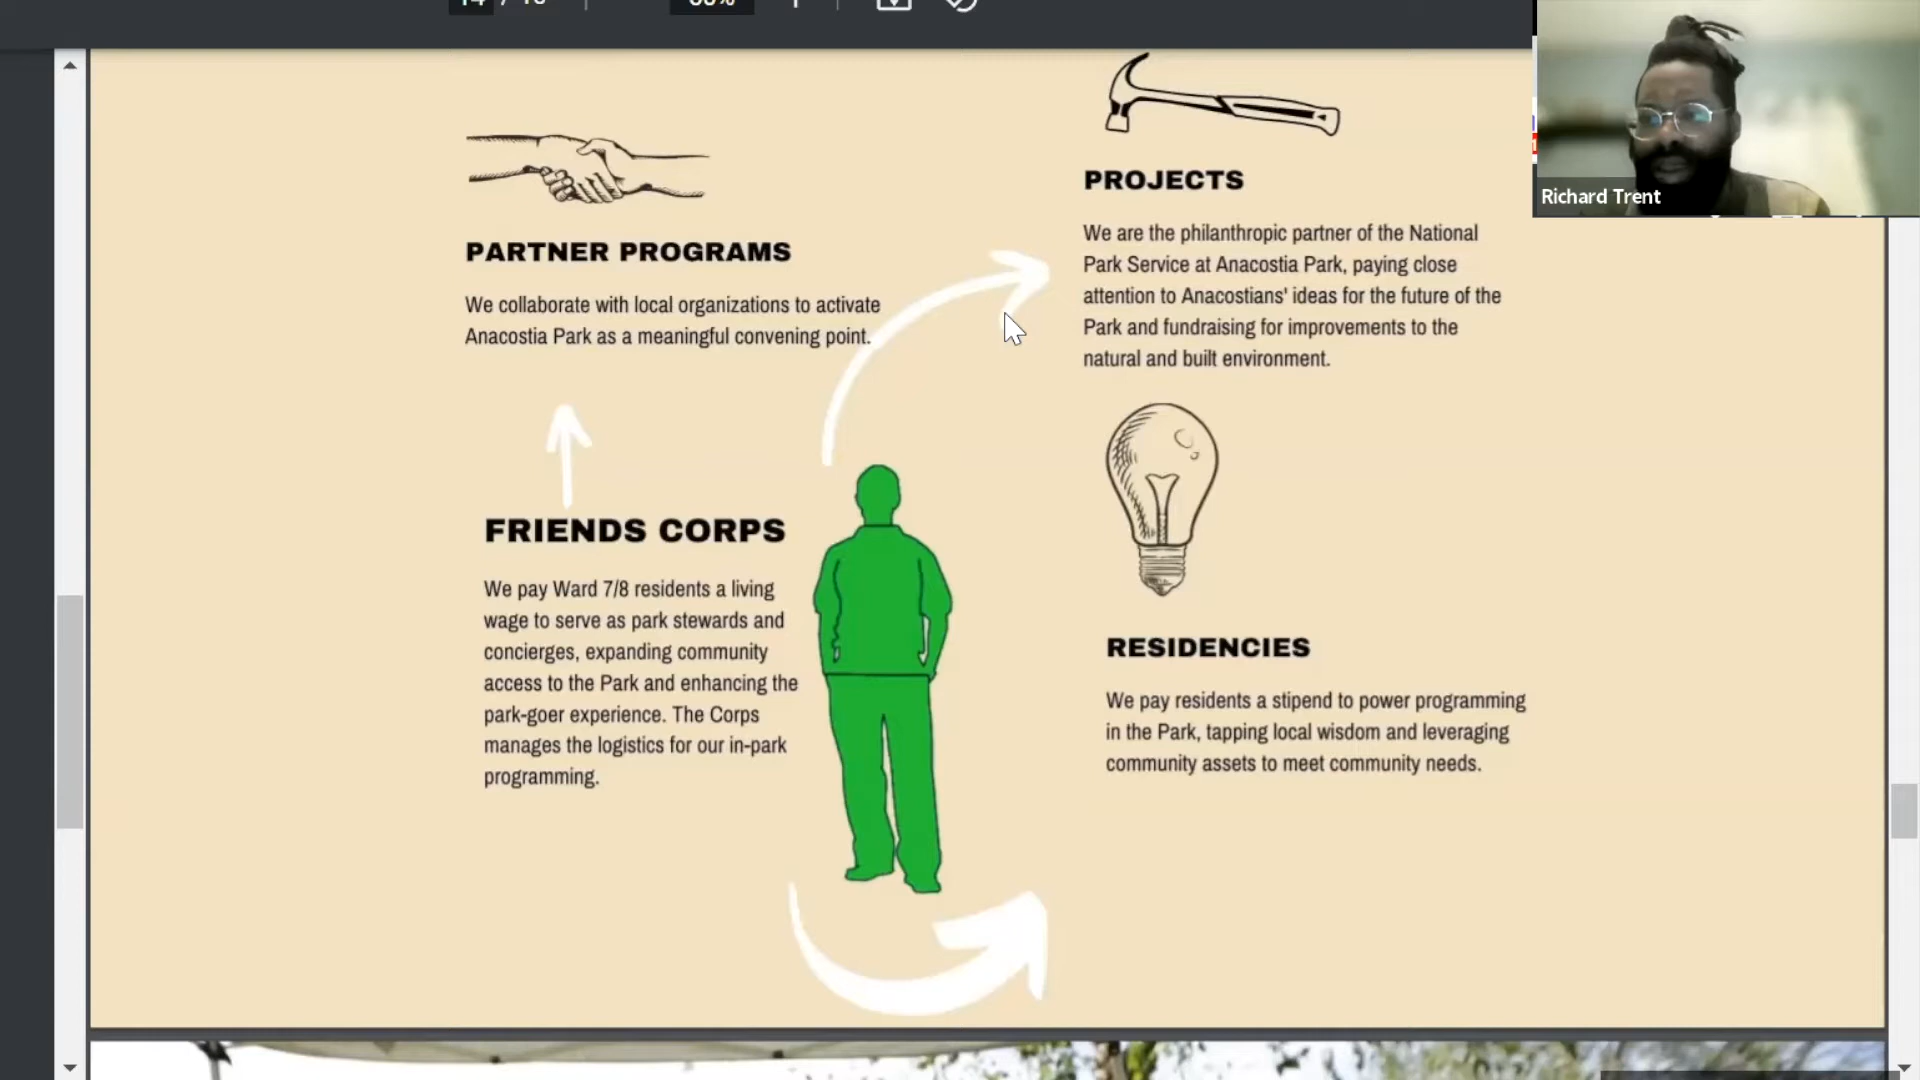 PARTNER PROGRAMS
We collaborate with local organizations to activate
Anacostia Park as a meaningful convening point.
PROJECTS
We are the philanthropic partner of the National
Park Service at Anacostia Park, paying close
attention to Anacostians' ideas for the future of the
Park and fundraising for improvements to the
natural and built environment.
FRIENDS CORPS
We pay Ward 7/8 residents a living
wage to serve as park stewards and
concierges, expanding community
access to the Park and enhancing the
park-goer experience. The Corps
manages the logistics for our in-park
programming.
RESIDENCIES
We pay residents a stipend to power programming
in the Park, tapping local wisdom and leveraging
community assets to meet community needs.
Richard Trent